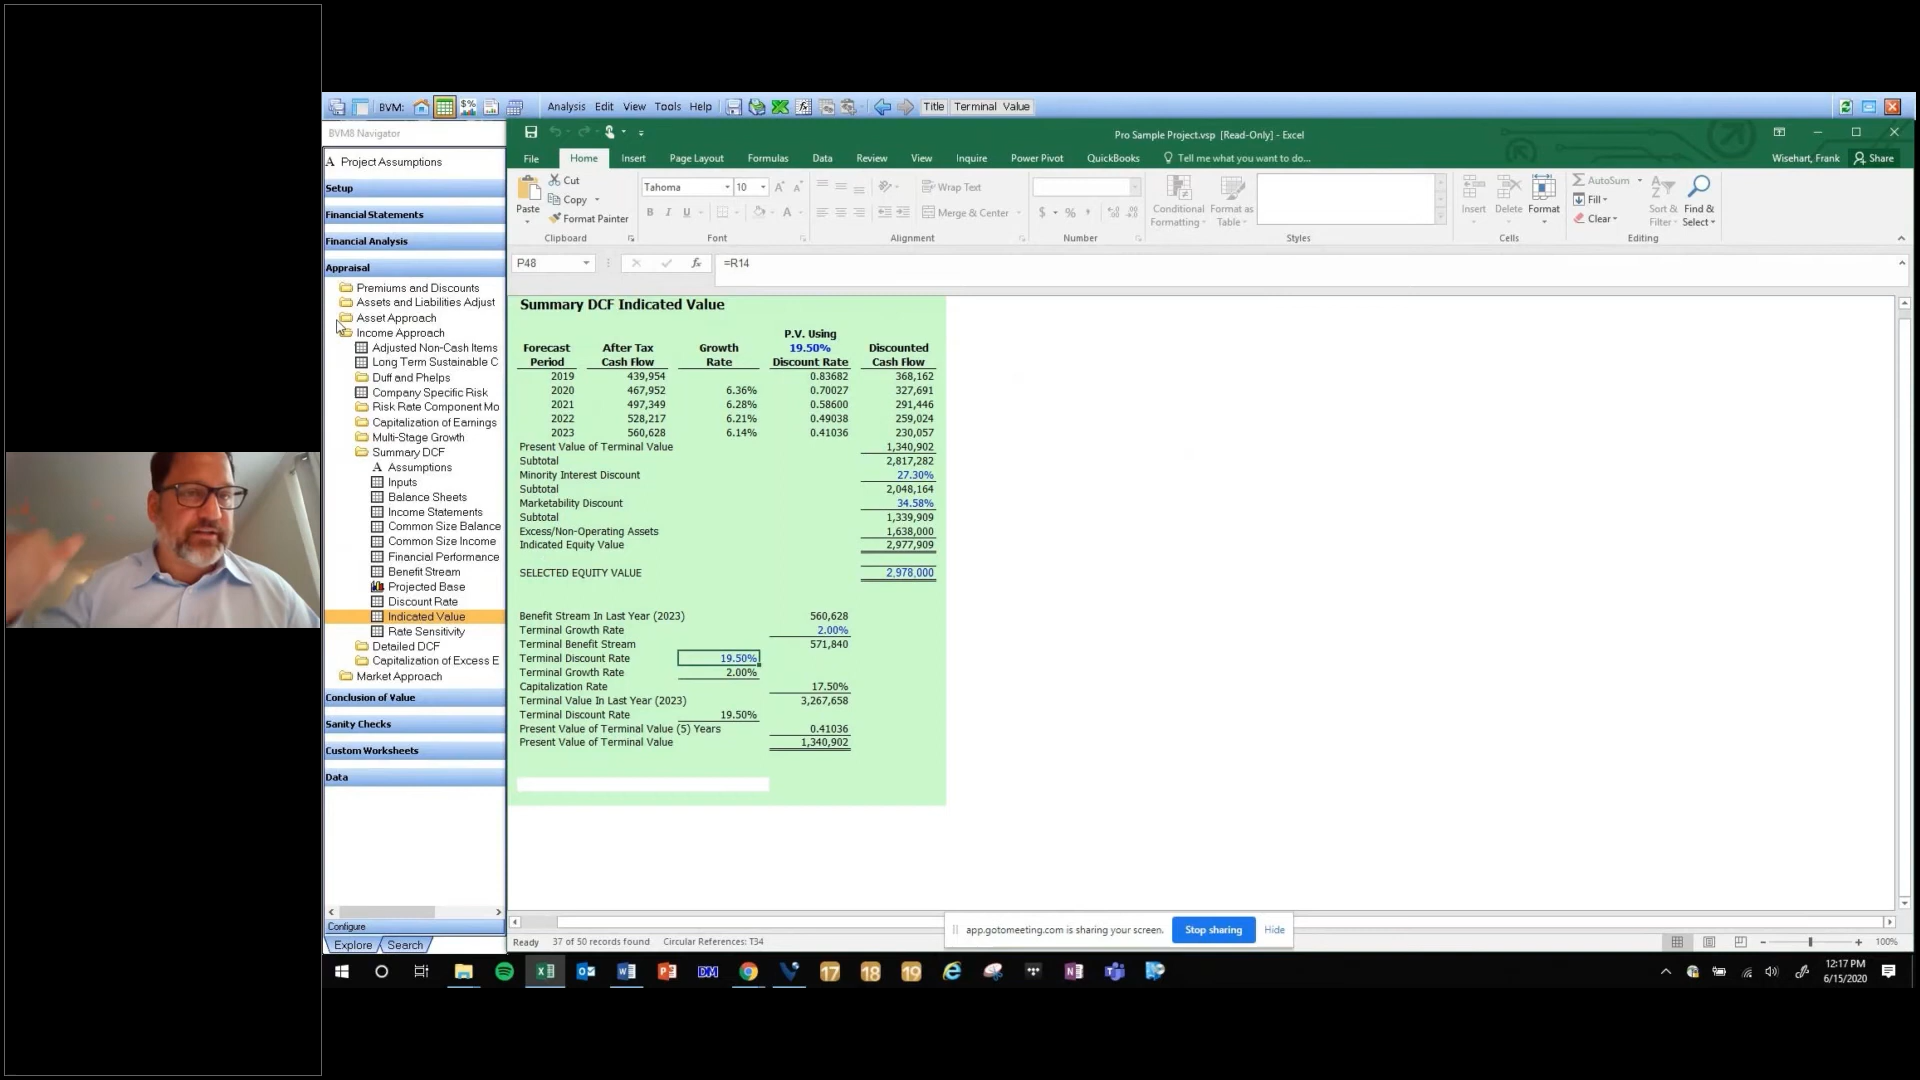 BVM: Analysis Edit View Tools Help Title Terminal Value
BVM8 Navigator
A Project Assumptions
Setup
Financial Statements
Financial Analysis
Appraisal
Premiums and Discounts
Assets and Liabilities Adjust
Asset Approach
Income Approach
Adjusted Non-Cash Items
Long Term Sustainable C
Duff and Phelps
Company Specific Risk
Risk Rate Component Mo
Capitalization of Earnings
Multi-Stage Growth
Summary DCF
A Assumptions
Inputs
Balance Sheets
Income Statements
Common Size Balance
Common Size Income
Financial Performance
Benefit Stream
Projected Base
Discount Rate
Indicated Value
Rate Sensitivity
Detailed DCF
Capitalization of Excess E
Market Approach
Conclusion of Value
Sanity Checks
Custom Worksheets
Data
Configure
Explore Search
Pro Sample Project.vsp [Read-Only] - Excel
File Home Insert Page Layout Formulas Data Review View Inquire Power Pivot QuickBooks Tell me what you want to do... Wisehart, Frank Share
Paste
Cut
Copy
Format Painter
Clipboard
Tahoma 10
B I U
Font
Wrap Text
Merge & Center
Alignment
$ % ,
Number
Conditional Formatting
Format as Table
Styles
Insert Delete Format
Cells
AutoSum
Fill
Clear
Sort & Filter
Find & Select
Editing
P48 fx =R14
Summary DCF Indicated Value
P.V. Using
Forecast After Tax Growth 19.50% Discounted
Period Cash Flow Rate Discount Rate Cash Flow
2019 439,954 0.83682 368,162
2020 467,952 6.36% 0.70027 327,691
2021 497,349 6.28% 0.58600 291,446
2022 528,217 6.21% 0.49038 259,024
2023 560,628 6.14% 0.41036 230,057
Present Value of Terminal Value 1,340,902
Subtotal 2,817,282
Minority Interest Discount 27.30%
Subtotal 2,048,164
Marketability Discount 34.58%
Subtotal 1,339,909
Excess/Non-Operating Assets 1,638,000
Indicated Equity Value 2,977,909
SELECTED EQUITY VALUE 2,978,000
Benefit Stream In Last Year (2023) 560,628
Terminal Growth Rate 2.00%
Terminal Benefit Stream 571,840
Terminal Discount Rate 19.50%
Terminal Growth Rate 2.00%
Capitalization Rate 17.50%
Terminal Value In Last Year (2023) 3,267,658
Terminal Discount Rate 19.50%
Present Value of Terminal Value (5) Years 0.41036
Present Value of Terminal Value 1,340,902
app.gotomeeting.com is sharing your screen. Stop sharing Hide
Ready 37 of 50 records found Circular References: T34 100%
DM 17 18 19
12:17 PM
6/15/2020